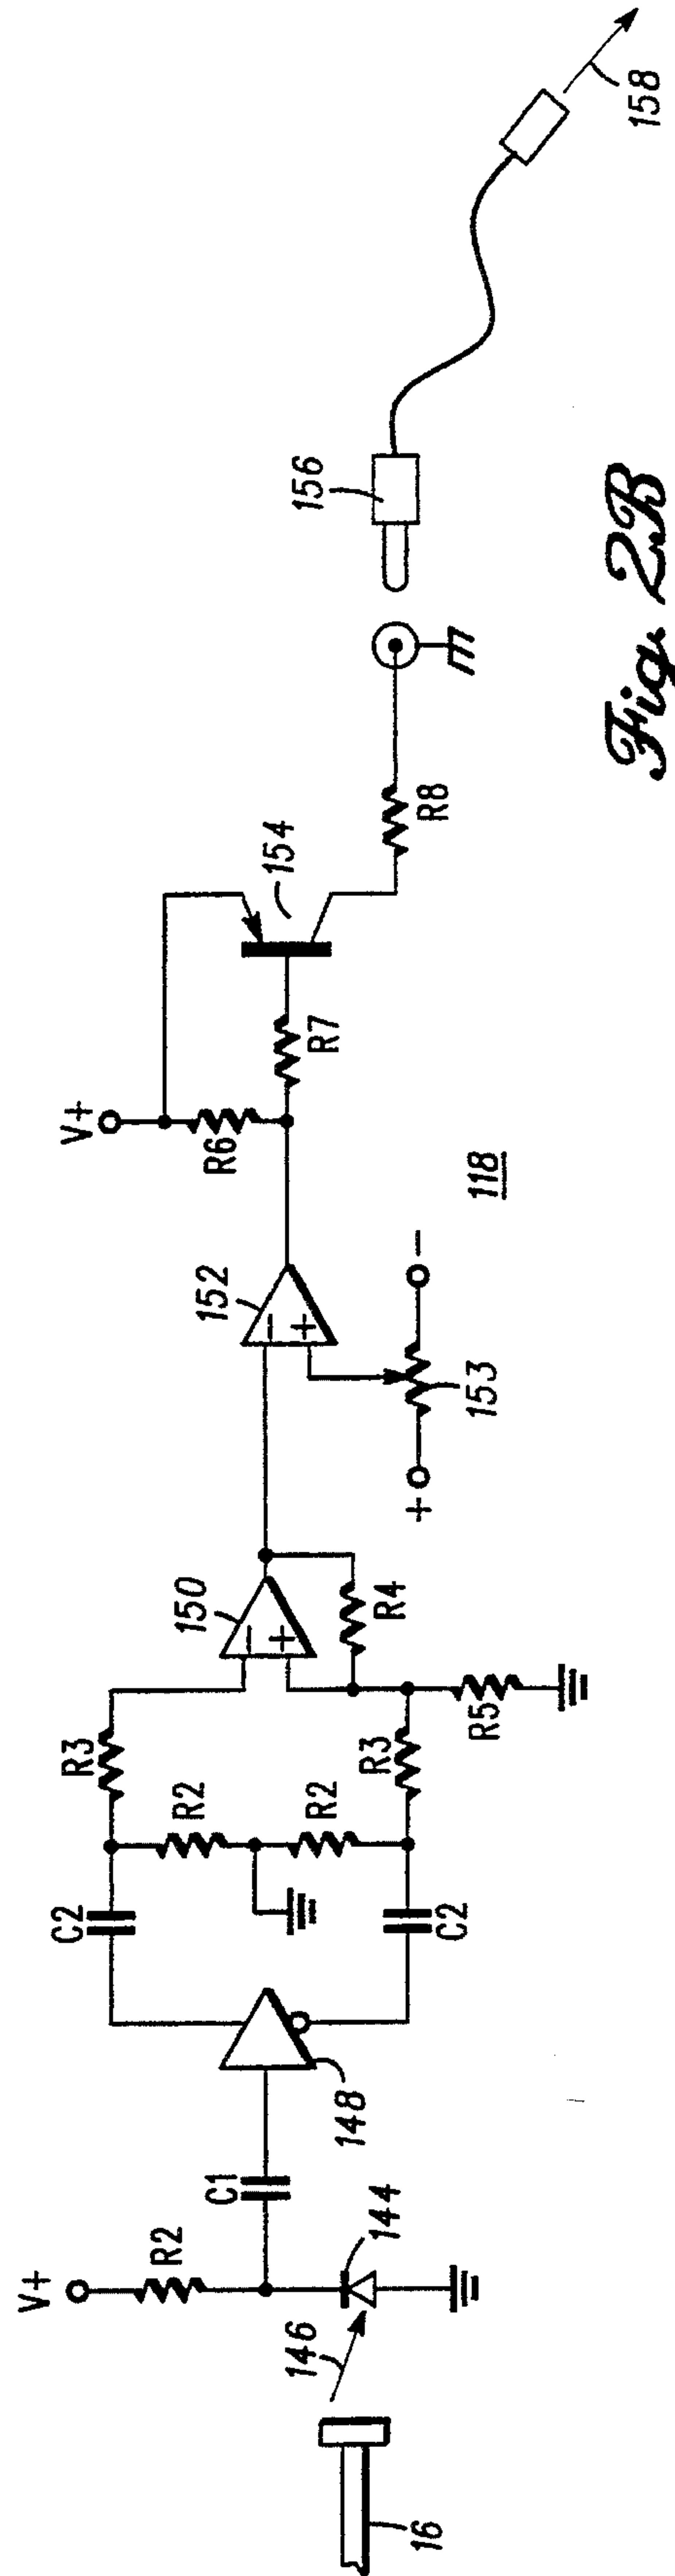 V+
R2
C1
144
146
16
148
C2
C2
R2
R2
R3
R3
150
−
+
R4
R5
152
−
+
153
+
−
118
V+
R6
R7
154
R8
156
158
Fig. 2B